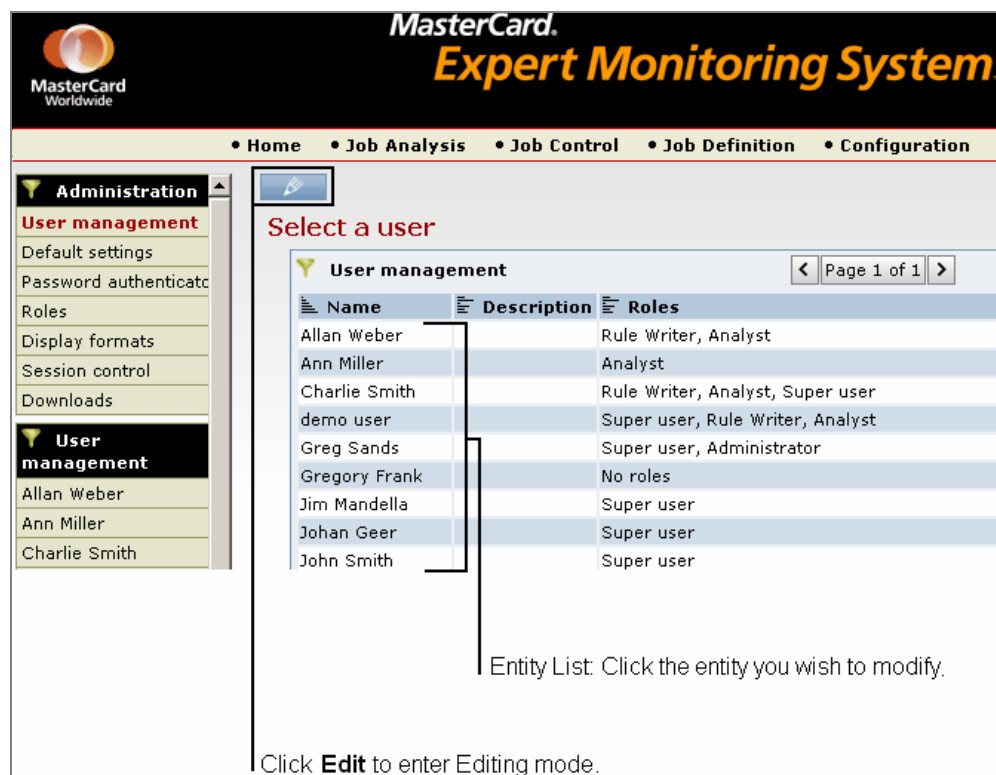 MasterCard.
Expert Monitoring System
MasterCard
Worldwide
• Home • Job Analysis • Job Control • Job Definition • Configuration
Administration
User management
Default settings
Password authenticatc
Roles
Display formats
Session control
Downloads
User
management
Allan Weber
Ann Miller
Charlie Smith
Select a user
User management < Page 1 of 1 >
Name Description Roles
Allan Weber Rule Writer, Analyst
Ann Miller Analyst
Charlie Smith Rule Writer, Analyst, Super user
demo user Super user, Rule Writer, Analyst
Greg Sands Super user, Administrator
Gregory Frank No roles
Jim Mandella Super user
Johan Geer Super user
John Smith Super user
Entity List: Click the entity you wish to modify.
Click Edit to enter Editing mode.